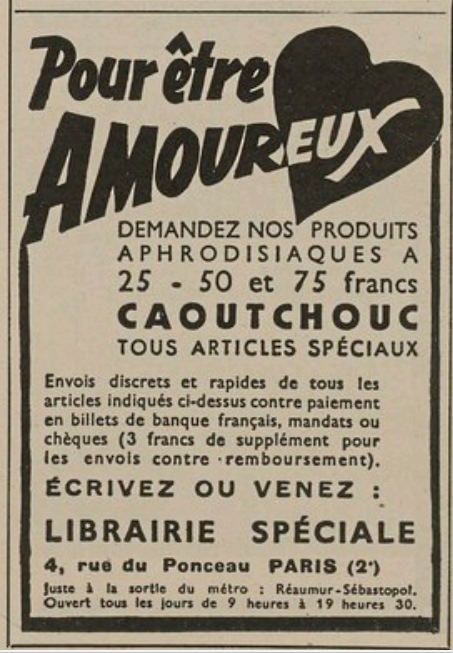 Pour être
AMOUREUX
DEMANDEZ NOS PRODUITS
APHRODISIAQUES A
25 - 50 et 75 francs
CAOUTCHOUC
TOUS ARTICLES SPÉCIAUX
Envois discrets et rapides de tous les
articles indiqués ci-dessus contre paiement
en billets de banque français, mandats ou
chèques (3 francs de supplément pour
les envois contre remboursement).
ÉCRIVEZ OU VENEZ :
LIBRAIRIE SPÉCIALE
4, rue du Ponceau PARIS (2e)
Juste à la sortie du métro : Réaumur-Sébastopol.
Ouvert tous les jours de 9 heures à 19 heures 30.